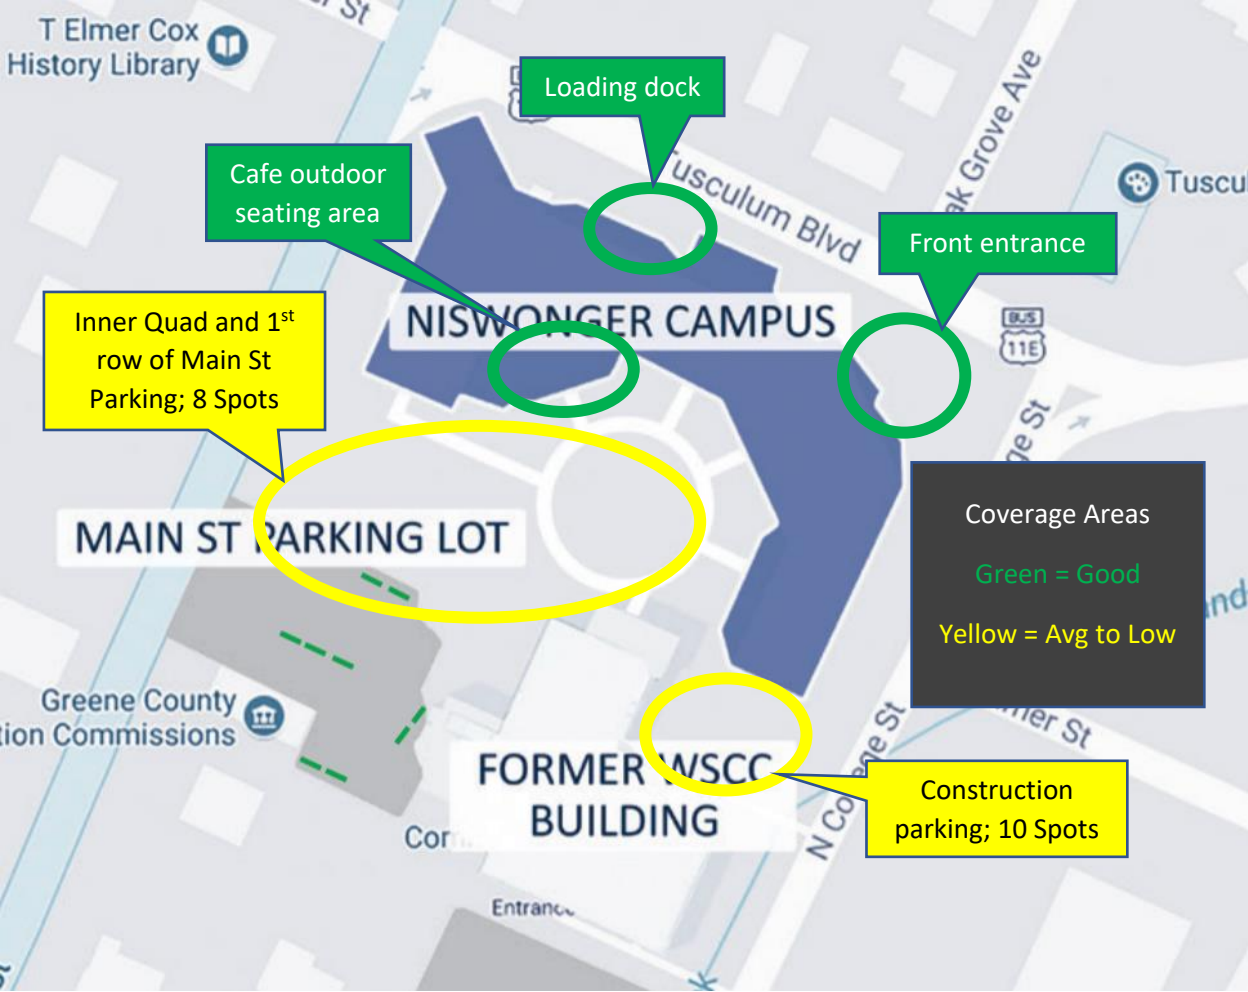 T Elmer Cox
History Library
St
Loading dock
Cafe outdoor
seating area
Tusculum Blvd
Oak Grove Ave
Front entrance
BUS
11E
NISWONGER CAMPUS
Inner Quad and 1st
row of Main St
Parking; 8 Spots
MAIN ST PARKING LOT
Coverage Areas
Green = Good
Yellow = Avg to Low
Greene County
tion Commissions
FORMER WSCC
BUILDING
Construction
parking; 10 Spots
N College St
Entrance